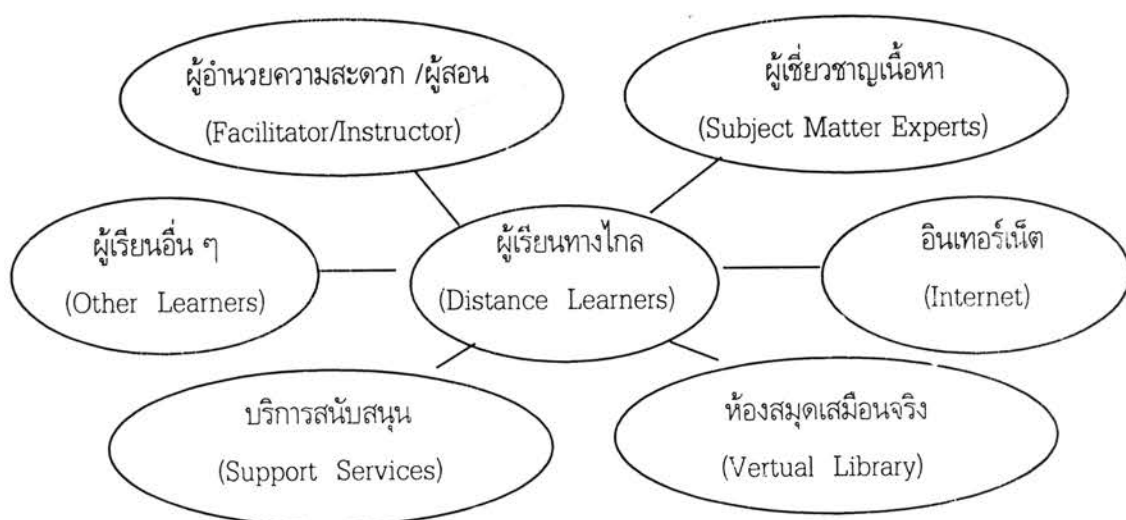 ผู้อำนวยความสะดวก /ผู้สอน
(Facilitator/Instructor)
ผู้เชี่ยวชาญเนื้อหา
(Subject Matter Experts)
ผู้เรียนอื่น ๆ
(Other Learners)
ผู้เรียนทางไกล
(Distance Learners)
อินเทอร์เน็ต
(Internet)
บริการสนับสนุน
(Support Services)
ห้องสมุดเสมือนจริง
(Vertual Library)